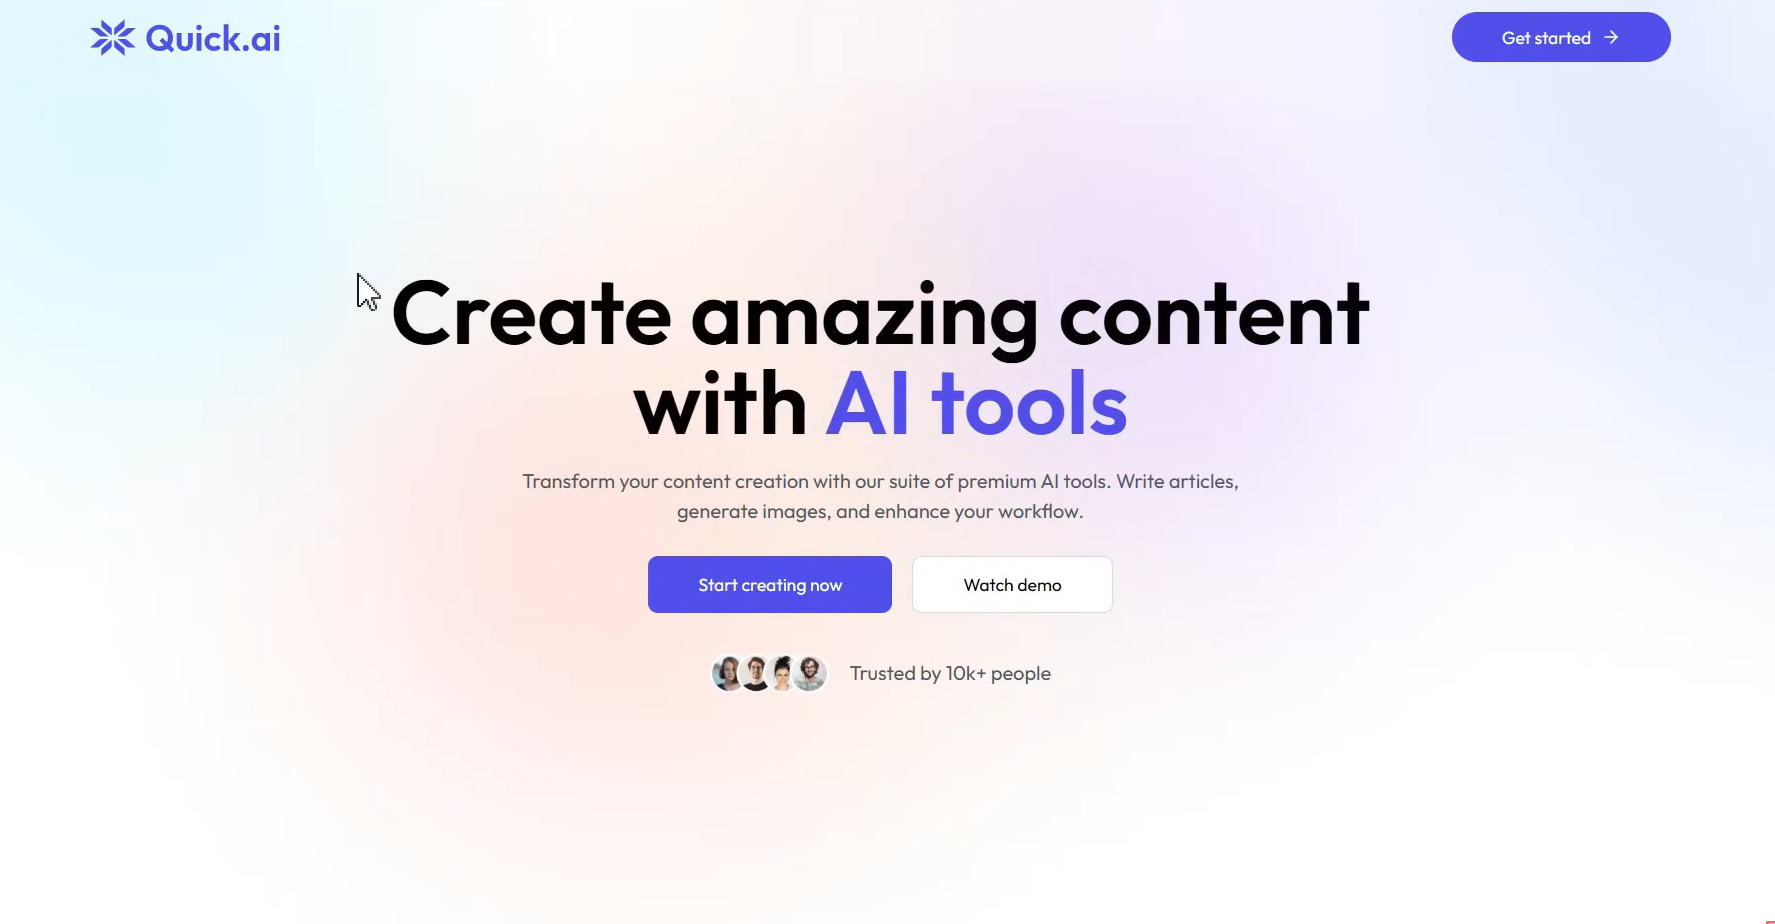 Quick.ai
Get started
Create amazing content
with AI tools
Transform your content creation with our suite of premium AI tools. Write articles,
generate images, and enhance your workflow.
Start creating now
Watch demo
Trusted by 10k+ people